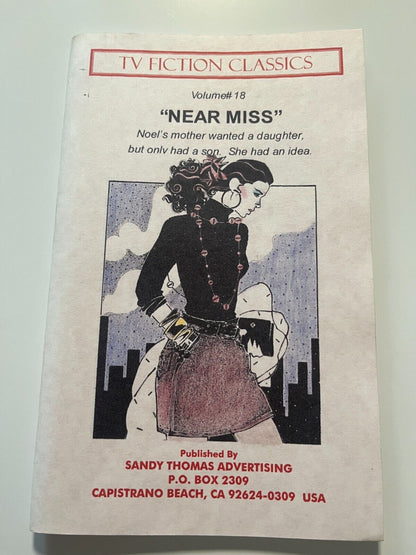 TV FICTION CLASSICS
Volume# 18
"NEAR MISS"
Noel's mother wanted a daughter,
but only had a son. She had an idea.
Published By
SANDY THOMAS ADVERTISING
P.O. BOX 2309
CAPISTRANO BEACH, CA 92624-0309 USA